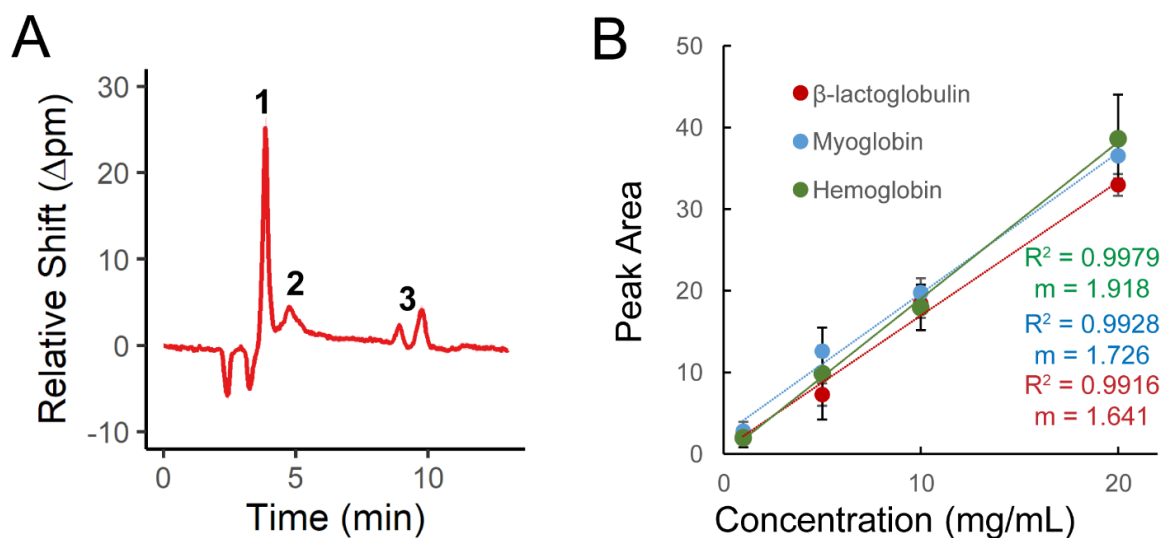 A
Relative Shift (Δpm)
30
20
10
0
-10
1
2
3
0
5
10
Time (min)
B
Peak Area
50
40
30
20
10
0
β-lactoglobulin
Myoglobin
Hemoglobin
R² = 0.9979
m = 1.918
R² = 0.9928
m = 1.726
R² = 0.9916
m = 1.641
0
10
20
Concentration (mg/mL)